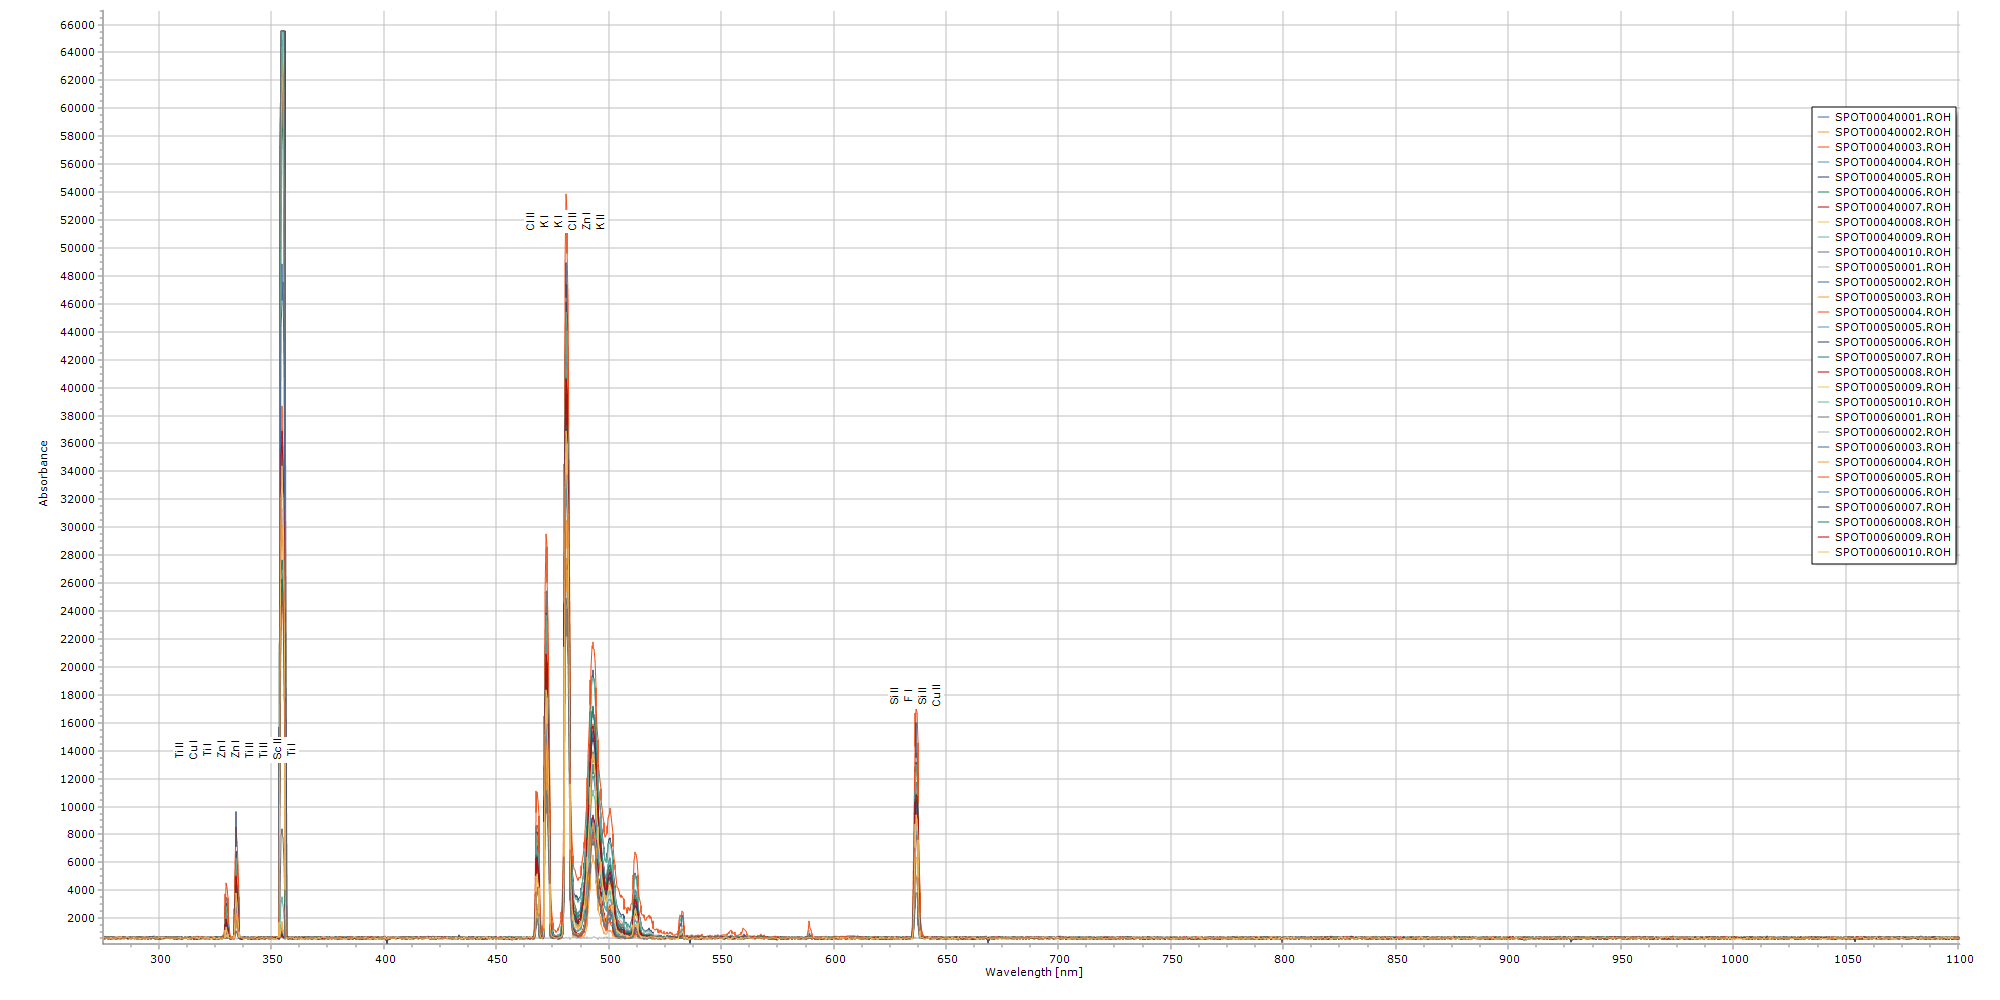 66000
64000
62000
60000
58000
56000
54000
52000
50000
48000
46000
44000
42000
40000
38000
36000
34000
32000
30000
28000
26000
24000
22000
20000
18000
16000
14000
12000
10000
8000
6000
4000
2000
Absorbance
Ti II
Cu I
Ti I
Zn I
Zn I
Ti II
Ti II
Sc II
Ti I
Cl II
K I
K I
Cl II
Zn I
K II
Si II
F I
Si II
Cu II
SPOT00040001.ROH
SPOT00040002.ROH
SPOT00040003.ROH
SPOT00040004.ROH
SPOT00040005.ROH
SPOT00040006.ROH
SPOT00040007.ROH
SPOT00040008.ROH
SPOT00040009.ROH
SPOT00040010.ROH
SPOT00050001.ROH
SPOT00050002.ROH
SPOT00050003.ROH
SPOT00050004.ROH
SPOT00050005.ROH
SPOT00050006.ROH
SPOT00050007.ROH
SPOT00050008.ROH
SPOT00050009.ROH
SPOT00050010.ROH
SPOT00060001.ROH
SPOT00060002.ROH
SPOT00060003.ROH
SPOT00060004.ROH
SPOT00060005.ROH
SPOT00060006.ROH
SPOT00060007.ROH
SPOT00060008.ROH
SPOT00060009.ROH
SPOT00060010.ROH
300 350 400 450 500 550 600 650 700 750 800 850 900 950 1000 1050 1100
Wavelength [nm]